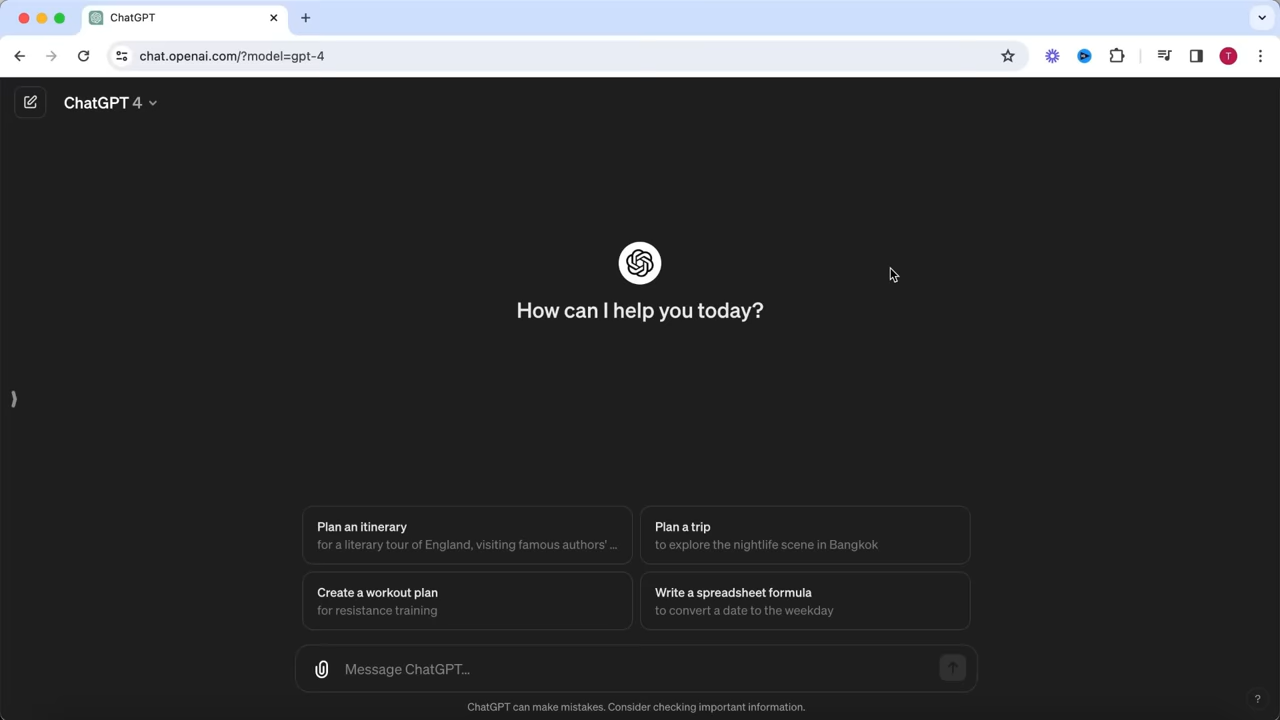 ChatGPT
chat.openai.com/?model=gpt-4
T
ChatGPT 4
How can I help you today?
Plan an itinerary
for a literary tour of England, visiting famous authors' ...
Plan a trip
to explore the nightlife scene in Bangkok
Create a workout plan
for resistance training
Write a spreadsheet formula
to convert a date to the weekday
Message ChatGPT...
ChatGPT can make mistakes. Consider checking important information.
?